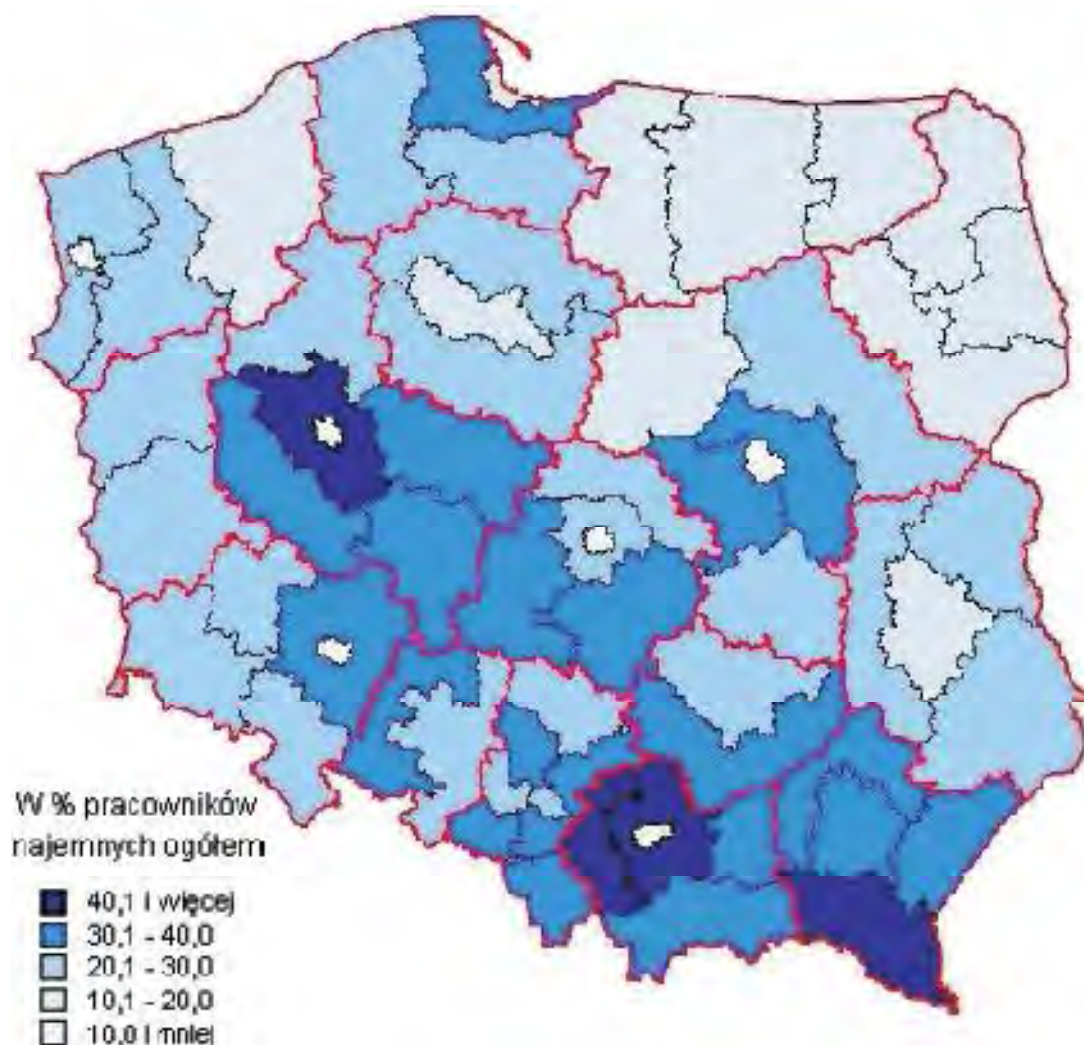 W % pracowników
najemnych ogółem
40,1 i więcej
30,1 - 40,0
20,1 - 30,0
10,1 - 20,0
10,0 i mniej